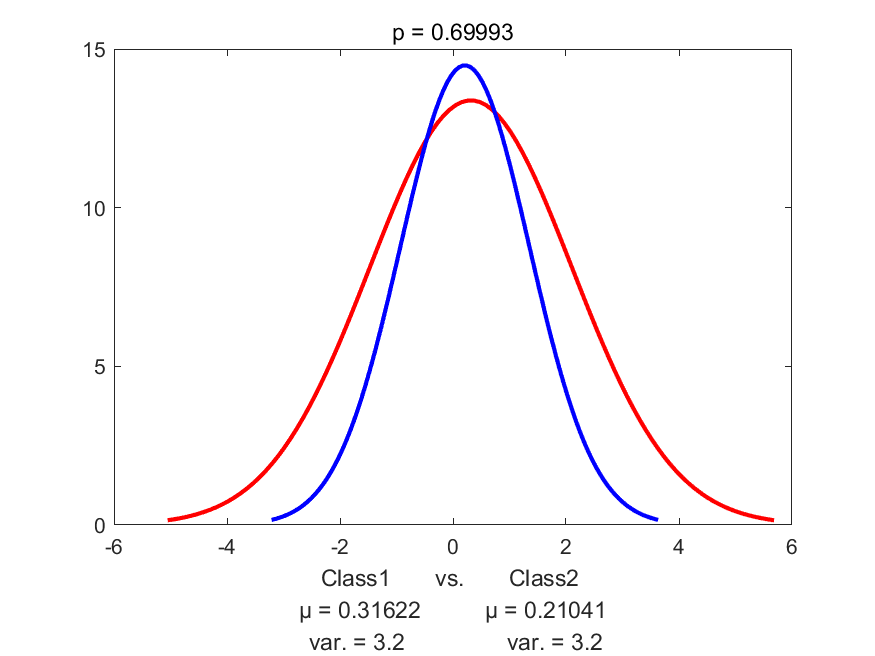 p = 0.69993
15
10
5
0
-6 -4 -2 0 2 4 6
Class1 vs. Class2
μ = 0.31622 μ = 0.21041
var. = 3.2 var. = 3.2